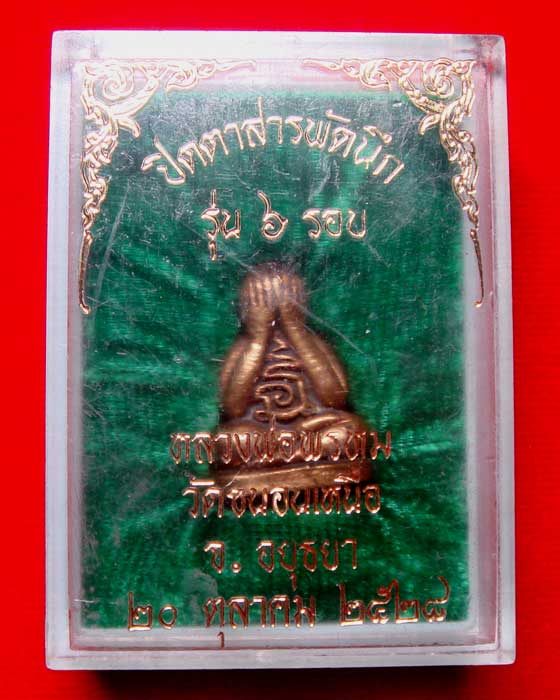 ปิดตาสารพัดนึก
รุ่น ๖ รอบ
หลวงพ่อพรหม
วัดขนอนเหนือ
จ. อยุธยา
๒๐ ตุลาคม ๒๕๒๘